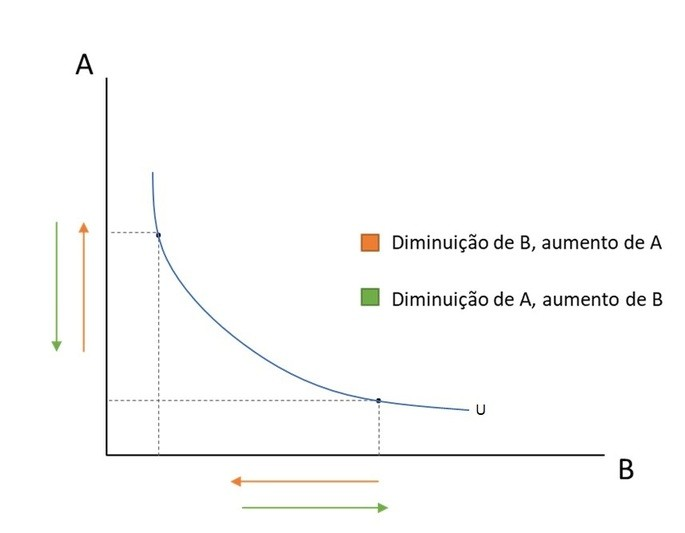 A
Diminuição de B, aumento de A
Diminuição de A, aumento de B
U
B